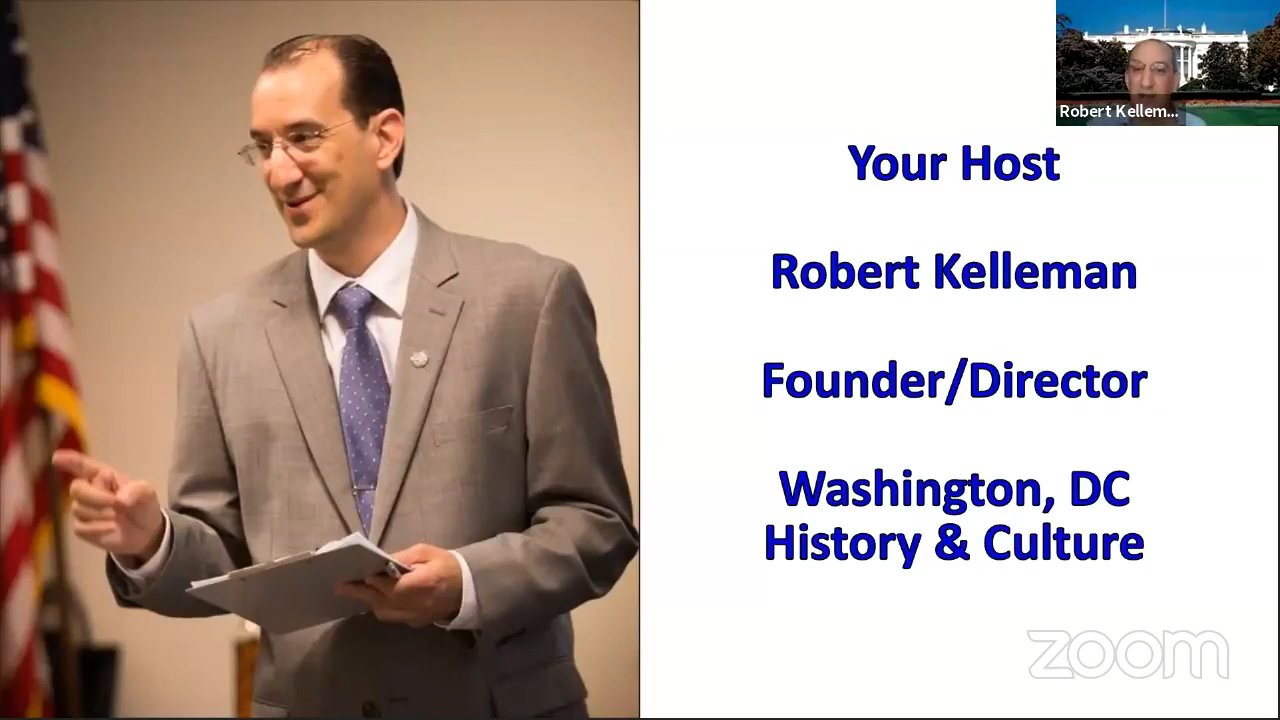 Robert Kellem...
Your Host
Robert Kelleman
Founder/Director
Washington, DC
History & Culture
zoom